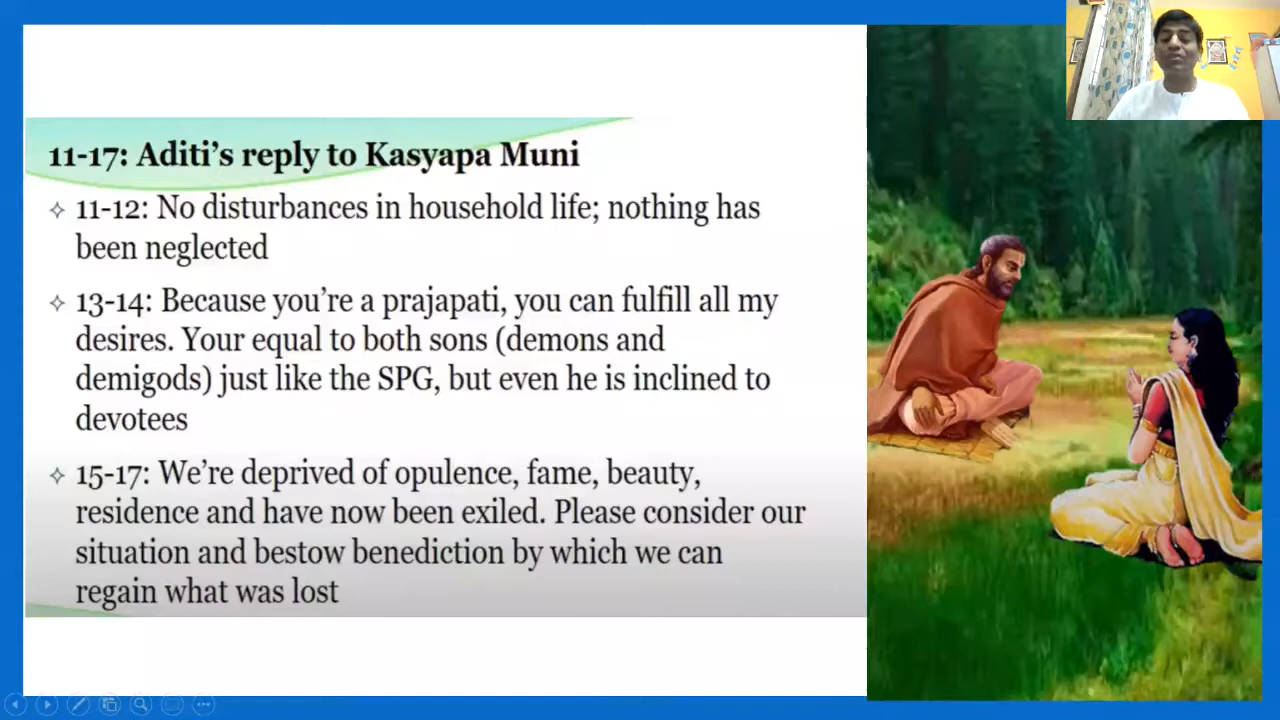 11-17: Aditi’s reply to Kasyapa Muni
✧ 11-12: No disturbances in household life; nothing has
been neglected
✧ 13-14: Because you’re a prajapati, you can fulfill all my
desires. Your equal to both sons (demons and
demigods) just like the SPG, but even he is inclined to
devotees
✧ 15-17: We’re deprived of opulence, fame, beauty,
residence and have now been exiled. Please consider our
situation and bestow benediction by which we can
regain what was lost